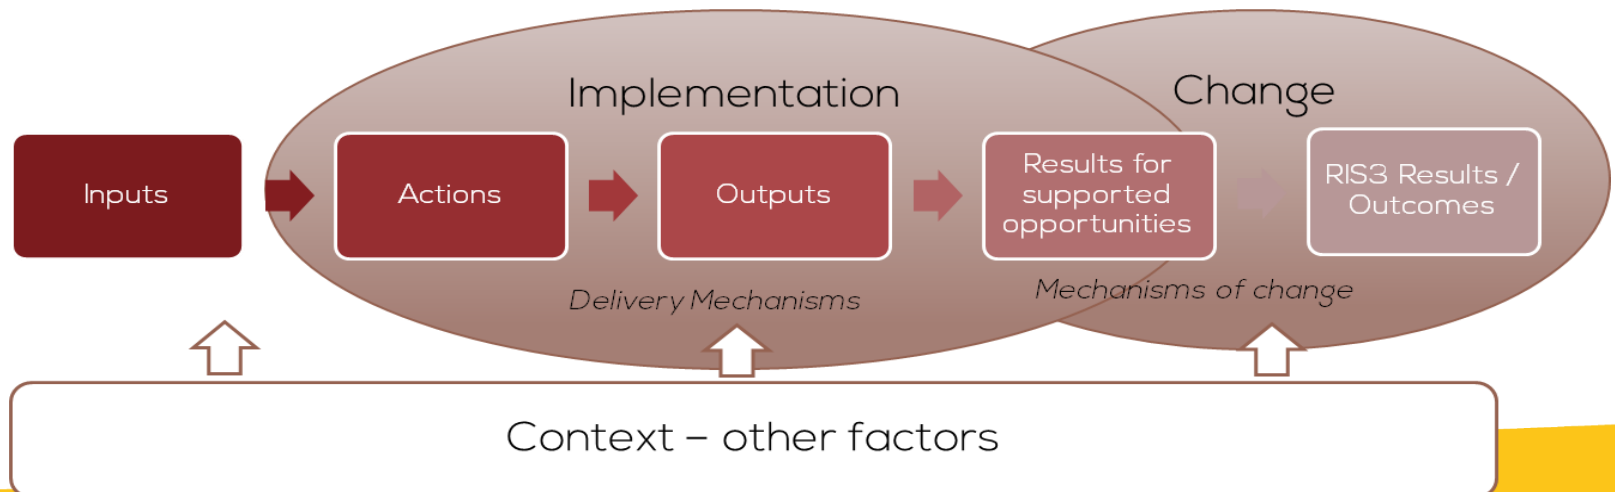 Implementation
Change
Inputs
Actions
Outputs
Results for
supported
opportunities
RIS3 Results /
Outcomes
Delivery Mechanisms
Mechanisms of change
Context – other factors